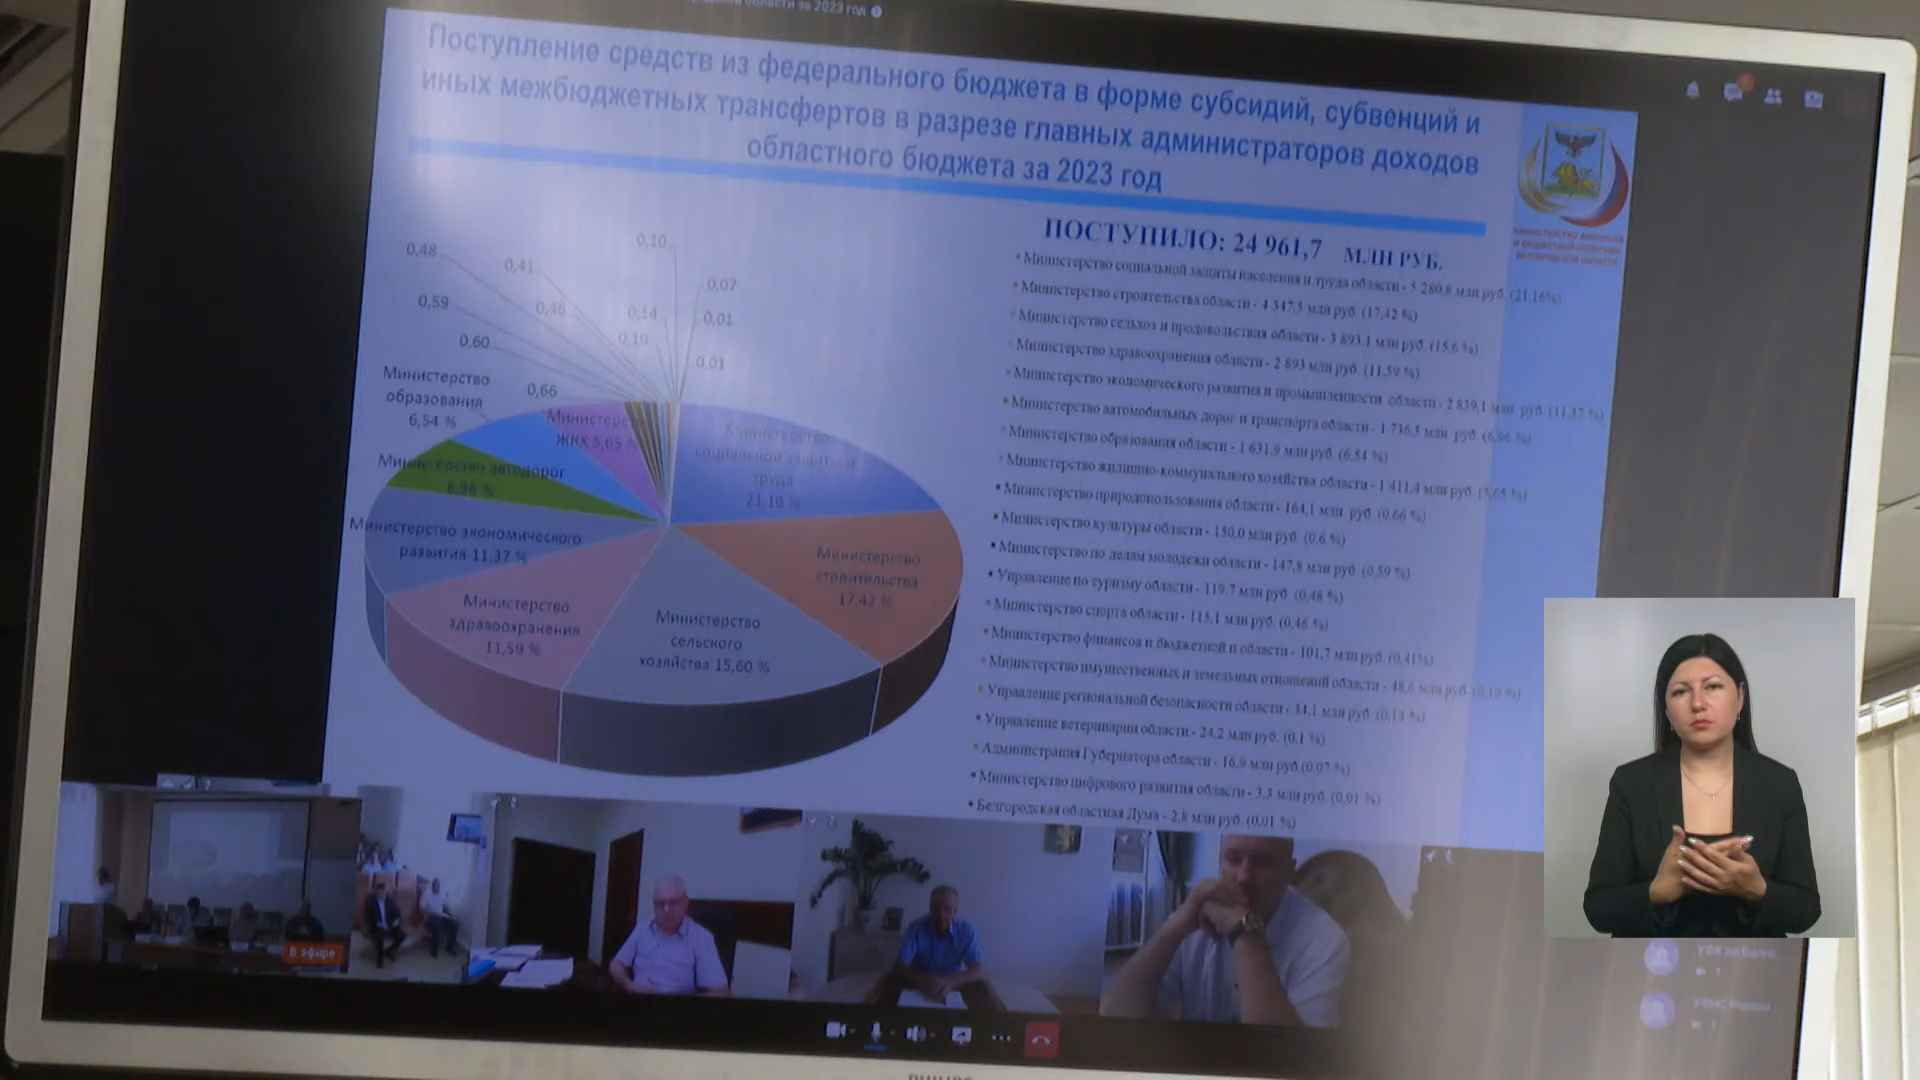 области за 2023 год
Поступление средств из федерального бюджета в форме субсидий, субвенций и
иных межбюджетных трансфертов в разрезе главных администраторов доходов
областного бюджета за 2023 год
МИНИСТЕРСТВО ФИНАНСОВ
И БЮДЖЕТНОЙ ПОЛИТИКИ
БЕЛГОРОДСКОЙ ОБЛАСТИ
ПОСТУПИЛО: 24 961,7 МЛН РУБ.
• Министерство социальной защиты населения и труда области - 5 280,8 млн руб. (21,16%)
• Министерство строительства области - 4 347,5 млн руб. (17,42 %)
• Министерство сельхоз и продовольствия области - 3 893,1 млн руб. (15,6 %)
• Министерство здравоохранения области - 2 893 млн руб. (11,59 %)
• Министерство экономического развития и промышленности области - 2 839,1 млн руб. (11,37 %)
• Министерство автомобильных дорог и транспорта области - 1 736,5 млн руб. (6,96 %)
• Министерство образования области - 1 631,9 млн руб. (6,54 %)
• Министерство жилищно-коммунального хозяйства области - 1 411,4 млн руб. (5,65 %)
• Министерство природопользования области - 164,1 млн руб. (0,66 %)
• Министерство культуры области - 150,0 млн руб. (0,6 %)
• Министерство по делам молодежи области - 147,8 млн руб. (0,59 %)
• Управление по туризму области - 119,7 млн руб. (0,48 %)
• Министерство спорта области - 115,1 млн руб. (0,46 %)
• Министерство финансов и бюджетной п области - 101,7 млн руб. (0,41%)
• Министерство имущественных и земельных отношений области - 48,6 млн руб. (0,19 %)
• Управление региональной безопасности области - 34,1 млн руб. (0,14 %)
• Управление ветеринарии области - 24,2 млн руб. (0,1 %)
• Администрация Губернатора области - 16,9 млн руб.(0,07 %)
• Министерство цифрового развития области - 3,3 млн руб. (0,01 %)
• Белгородская областная Дума - 2,8 млн руб. (0,01 %)
0,10
0,48
0,41
0,07
0,59
0,46
0,14
0,01
0,60
0,19
0,01
0,66
Министерство
образования
6,54 %
Министерс
ЖКХ 5,65 %
Министерство
социальной защиты и
труда
21,16 %
Министерство автодорог
6,96 %
Министерство экономического
развития 11,37 %
Министерство
строительства
17,42 %
Министерство
здравоохранения
11,59 %
Министерство
сельского
хозяйства 15,60 %
В эфире